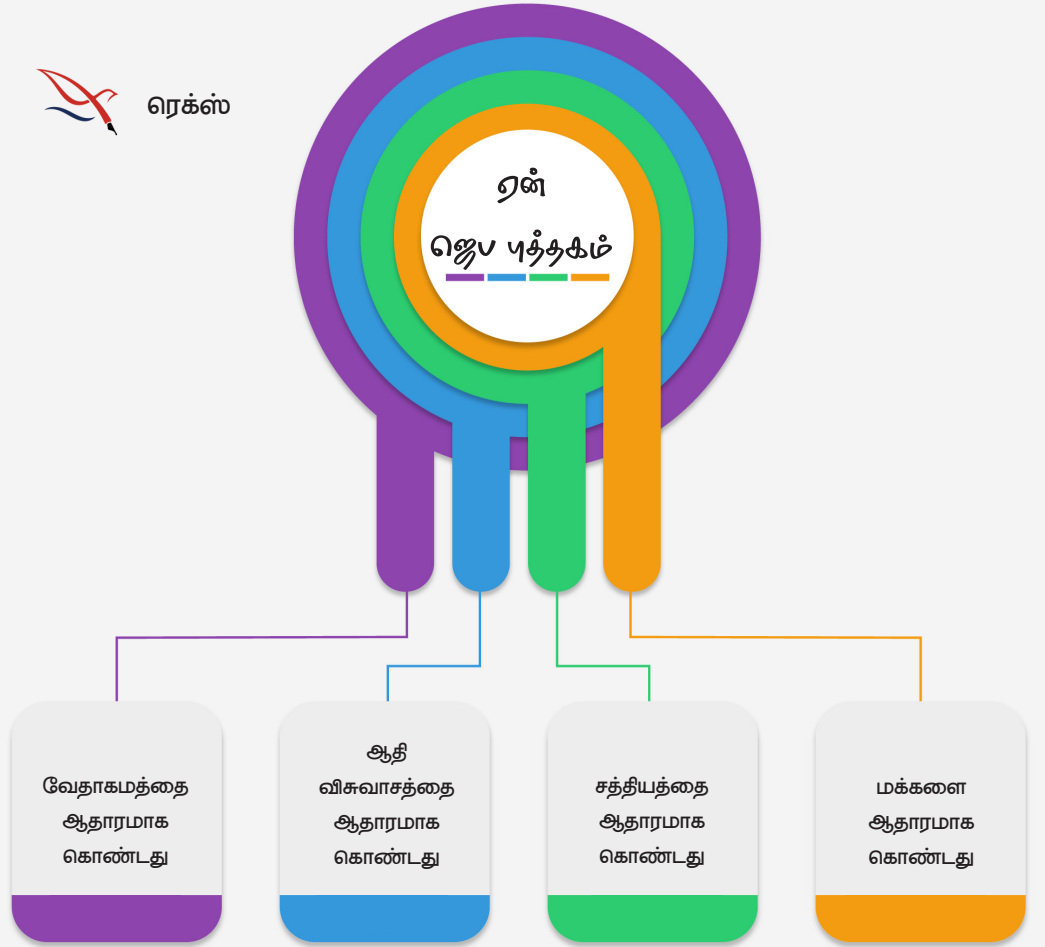 ரெக்ஸ்
ஏன்
ஜெப புத்தகம்
வேதாகமத்தை
ஆதாரமாக
கொண்டது
ஆதி
விசுவாசத்தை
ஆதாரமாக
கொண்டது
சத்தியத்தை
ஆதாரமாக
கொண்டது
மக்களை
ஆதாரமாக
கொண்டது